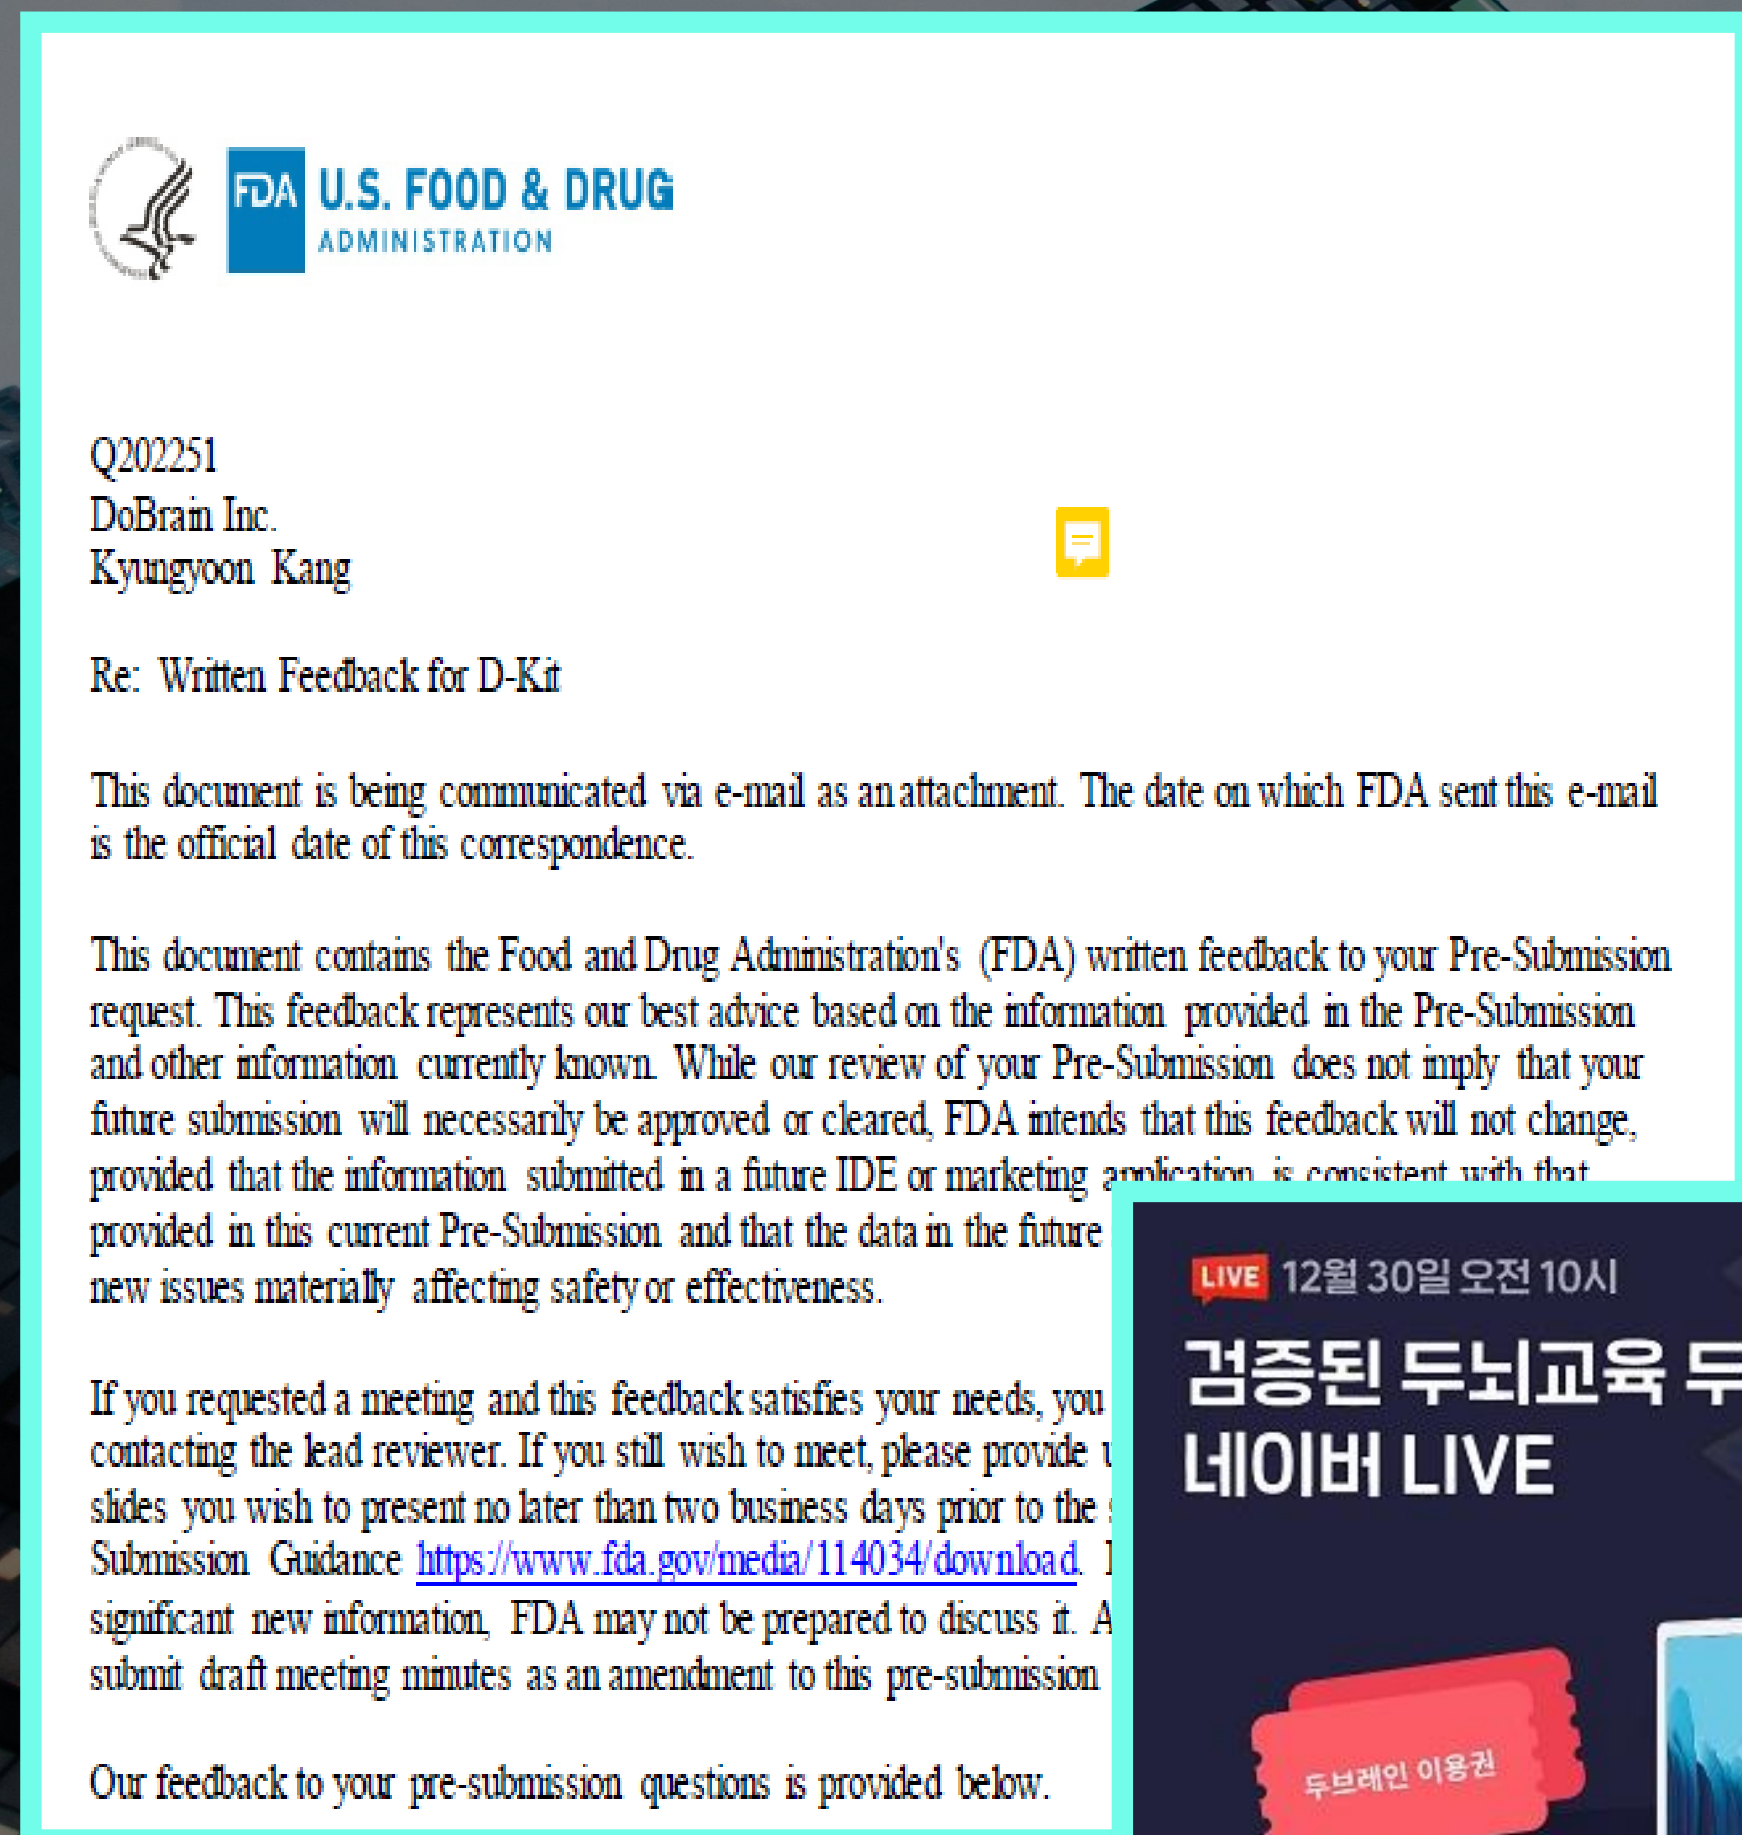 FDA U.S. FOOD & DRUG
ADMINISTRATION
Q202251
DoBrain Inc.
Kyungyoon Kang
Re: Written Feedback for D-Kit
This document is being communicated via e-mail as an attachment. The date on which FDA sent this e-mail
is the official date of this correspondence.
This document contains the Food and Drug Administration's (FDA) written feedback to your Pre-Submission
request. This feedback represents our best advice based on the information provided in the Pre-Submission
and other information currently known. While our review of your Pre-Submission does not imply that your
future submission will necessarily be approved or cleared, FDA intends that this feedback will not change,
provided that the information submitted in a future IDE or marketing application is consistent with that
provided in this current Pre-Submission and that the data in the future
new issues materially affecting safety or effectiveness.
If you requested a meeting and this feedback satisfies your needs, you
contacting the lead reviewer. If you still wish to meet, please provide
slides you wish to present no later than two business days prior to the
Submission Guidance https://www.fda.gov/media/114034/download.
significant new information, FDA may not be prepared to discuss it. A
submit draft meeting minutes as an amendment to this pre-submission
Our feedback to your pre-submission questions is provided below.
LIVE 12월 30일 오전 10시
검증된 두뇌교육 두
네이버 LIVE
두브레인 이용권